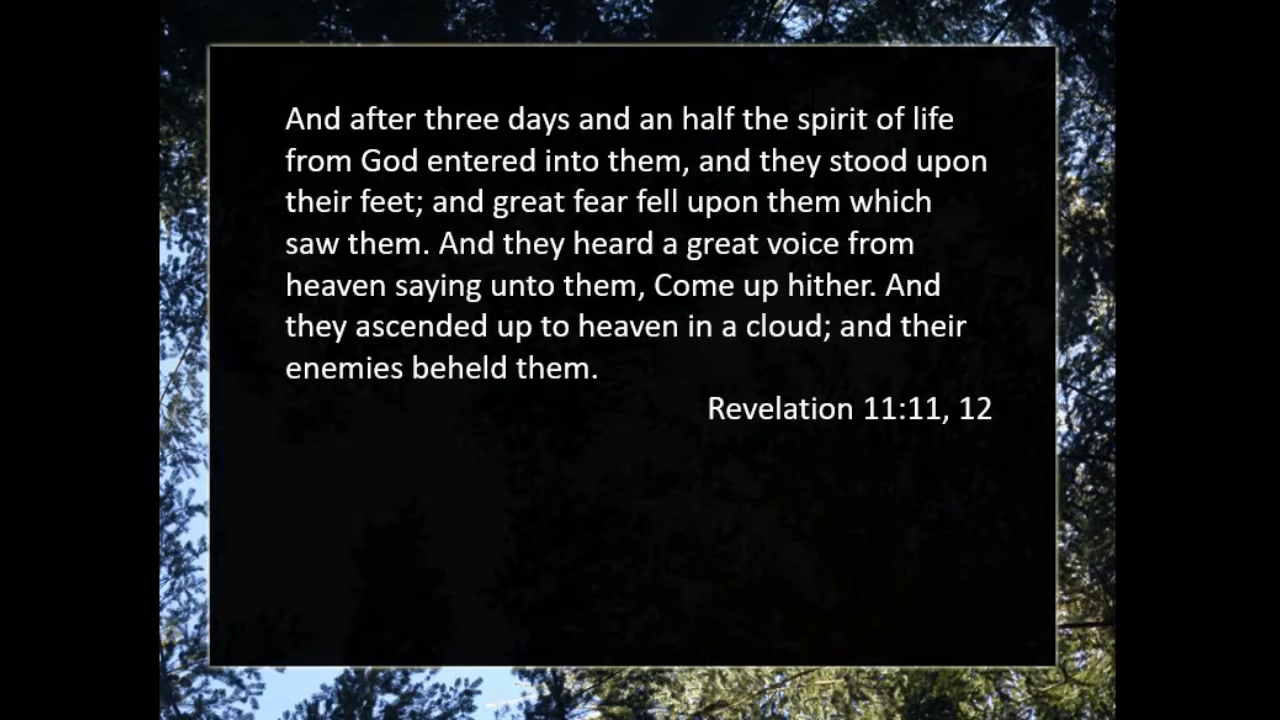 And after three days and an half the spirit of life
from God entered into them, and they stood upon
their feet; and great fear fell upon them which
saw them. And they heard a great voice from
heaven saying unto them, Come up hither. And
they ascended up to heaven in a cloud; and their
enemies beheld them.
Revelation 11:11, 12